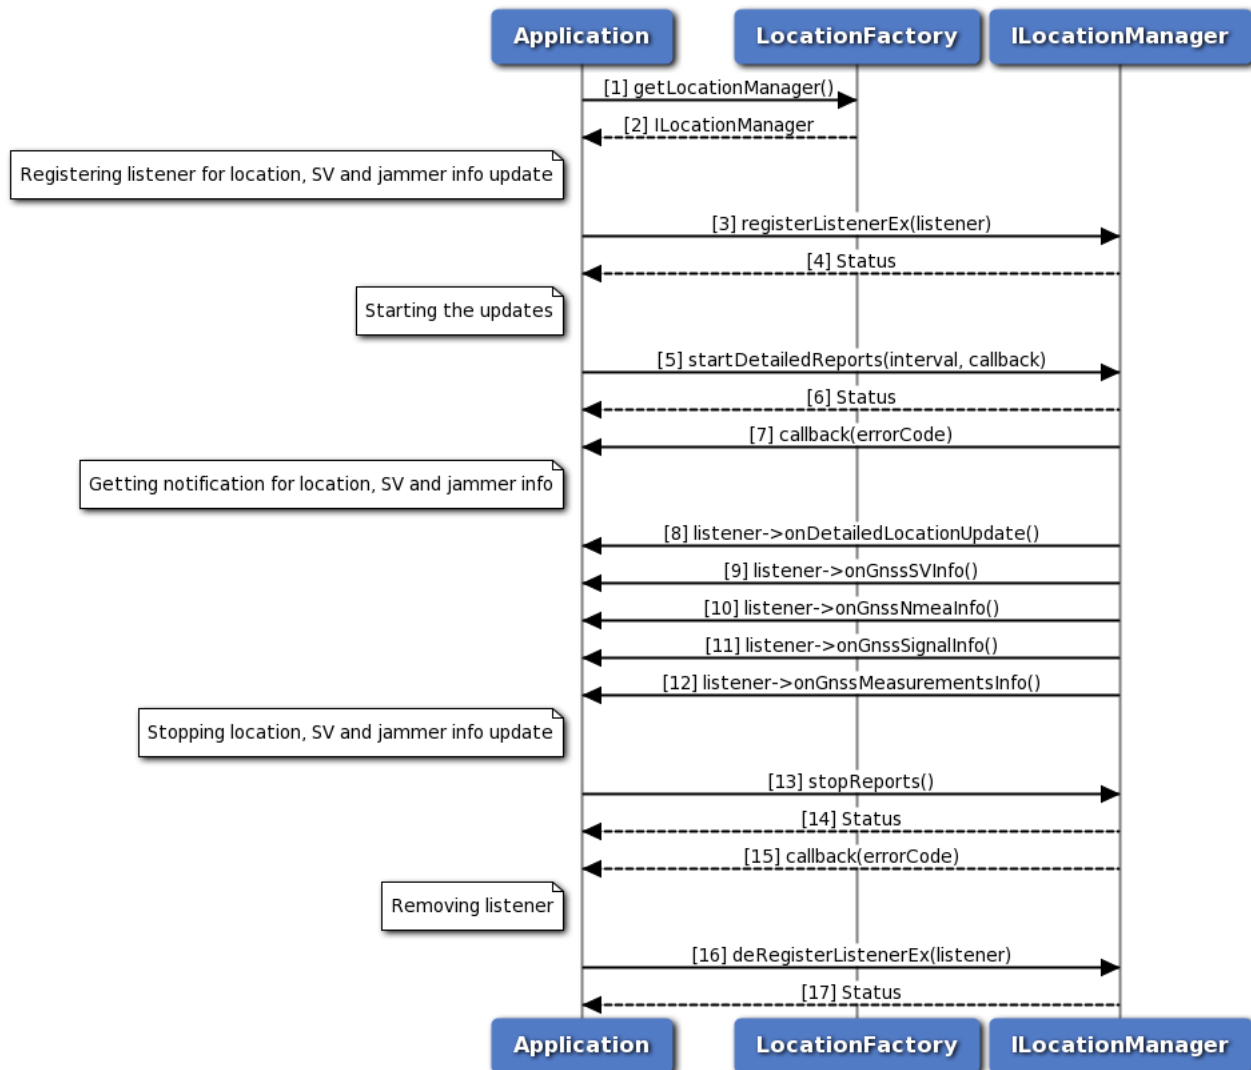 Application
LocationFactory
ILocationManager
[1] getLocationManager()
[2] ILocationManager
Registering listener for location, SV and jammer info update
[3] registerListenerEx(listener)
[4] Status
Starting the updates
[5] startDetailedReports(interval, callback)
[6] Status
[7] callback(errorCode)
Getting notification for location, SV and jammer info
[8] listener->onDetailedLocationUpdate()
[9] listener->onGnssSVInfo()
[10] listener->onGnssNmeaInfo()
[11] listener->onGnssSignalInfo()
[12] listener->onGnssMeasurementsInfo()
Stopping location, SV and jammer info update
[13] stopReports()
[14] Status
[15] callback(errorCode)
Removing listener
[16] deRegisterListenerEx(listener)
[17] Status
Application
LocationFactory
ILocationManager